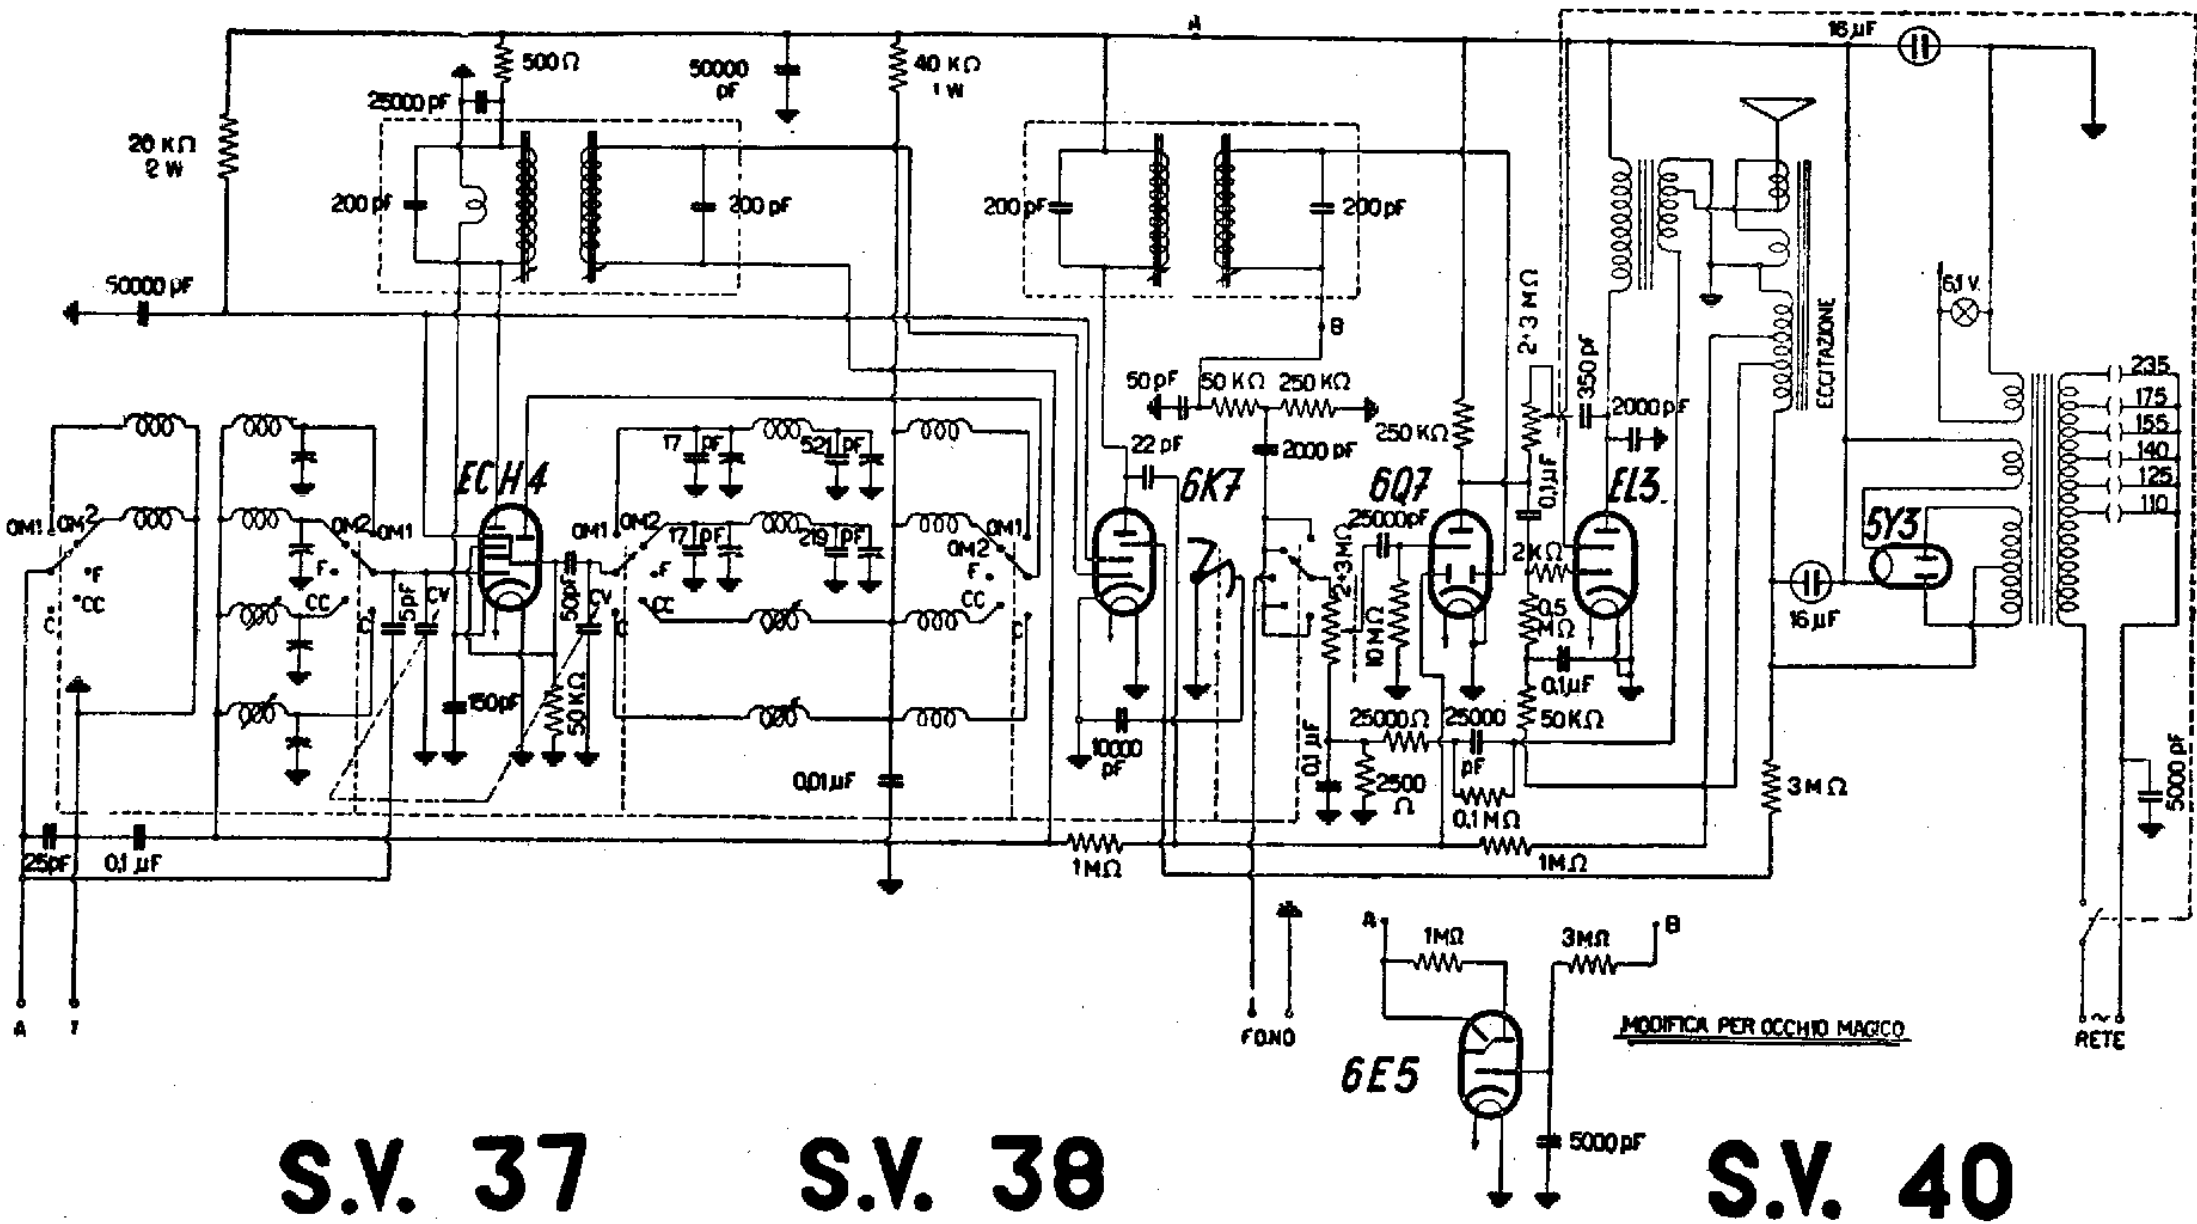 A
16 µF
500 Ω
50000 pF
40 KΩ 1 W
25000 pF
20 KΩ 2 W
200 pF
200 pF
200 pF
200 pF
50000 pF
B
2÷3 MΩ
350 pF
6,1 V.
ECCITAZIONE
235
175
155
140
125
110
50 pF
50 KΩ
250 KΩ
2000 pF
17 pF
521 pF
22 pF
2000 pF
250 KΩ
ECH4
6K7
6Q7
EL3
5Y3
OM1
OM2
OM2
OM1
OM1
OM2
17 pF
219 pF
OM2
OM1
25000 pF
0,1 µF
2 KΩ
F
CC
C
F
CC
C
5 pF
CV
50 pF
CV
F
CC
C
F
CC
C
2÷3 MΩ
10 MΩ
0,5 MΩ
16 µF
0,1 µF
150 pF
50 KΩ
10000 pF
25000 Ω
25000 pF
50 KΩ
0,1 µF
2500 Ω
0,1 MΩ
3 MΩ
5000 pF
0,01 µF
25 pF
0,1 µF
1 MΩ
1 MΩ
A
T
FONO
A
1 MΩ
3 MΩ
B
6E5
MODIFICA PER OCCHIO MAGICO
~
RETE
5000 pF
S.V. 37
S.V. 38
S.V. 40